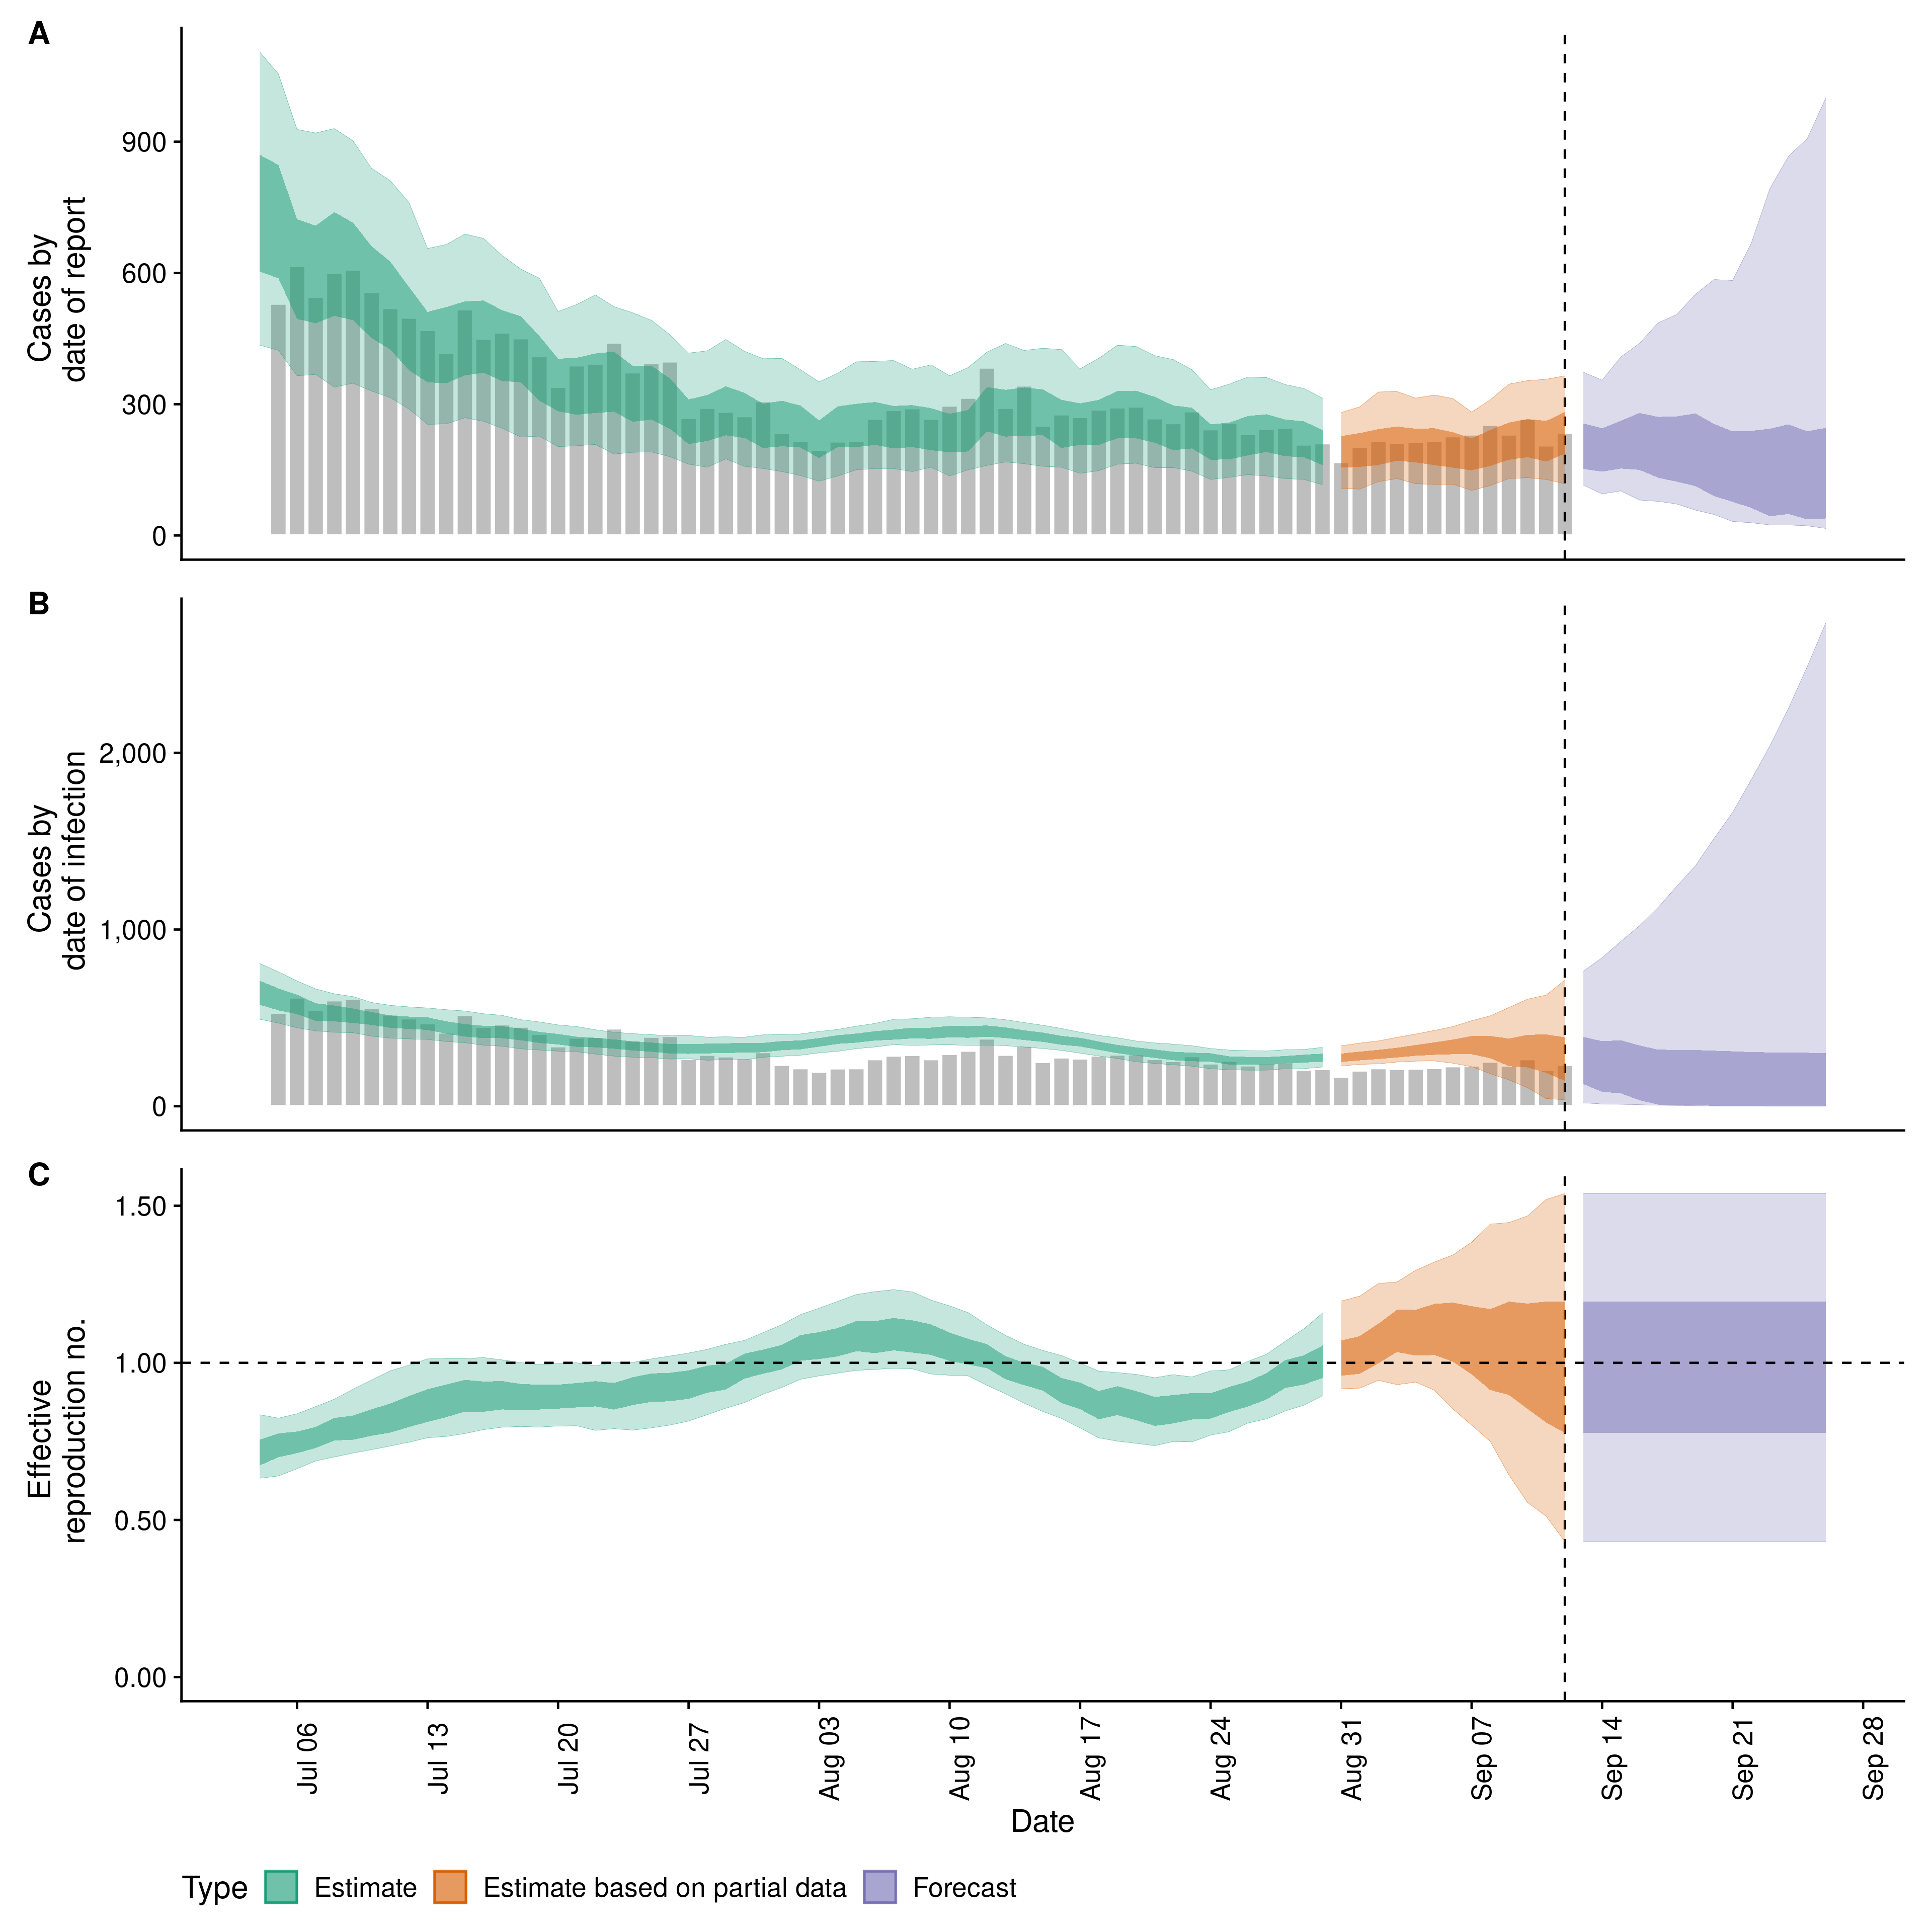 A
Cases by
date of report
900
600
300
0
B
Cases by
date of infection
2,000
1,000
0
C
Effective
reproduction no.
1.50
1.00
0.50
0.00
Jul 06
Jul 13
Jul 20
Jul 27
Aug 03
Aug 10
Aug 17
Aug 24
Aug 31
Sep 07
Sep 14
Sep 21
Sep 28
Date
Type
Estimate
Estimate based on partial data
Forecast